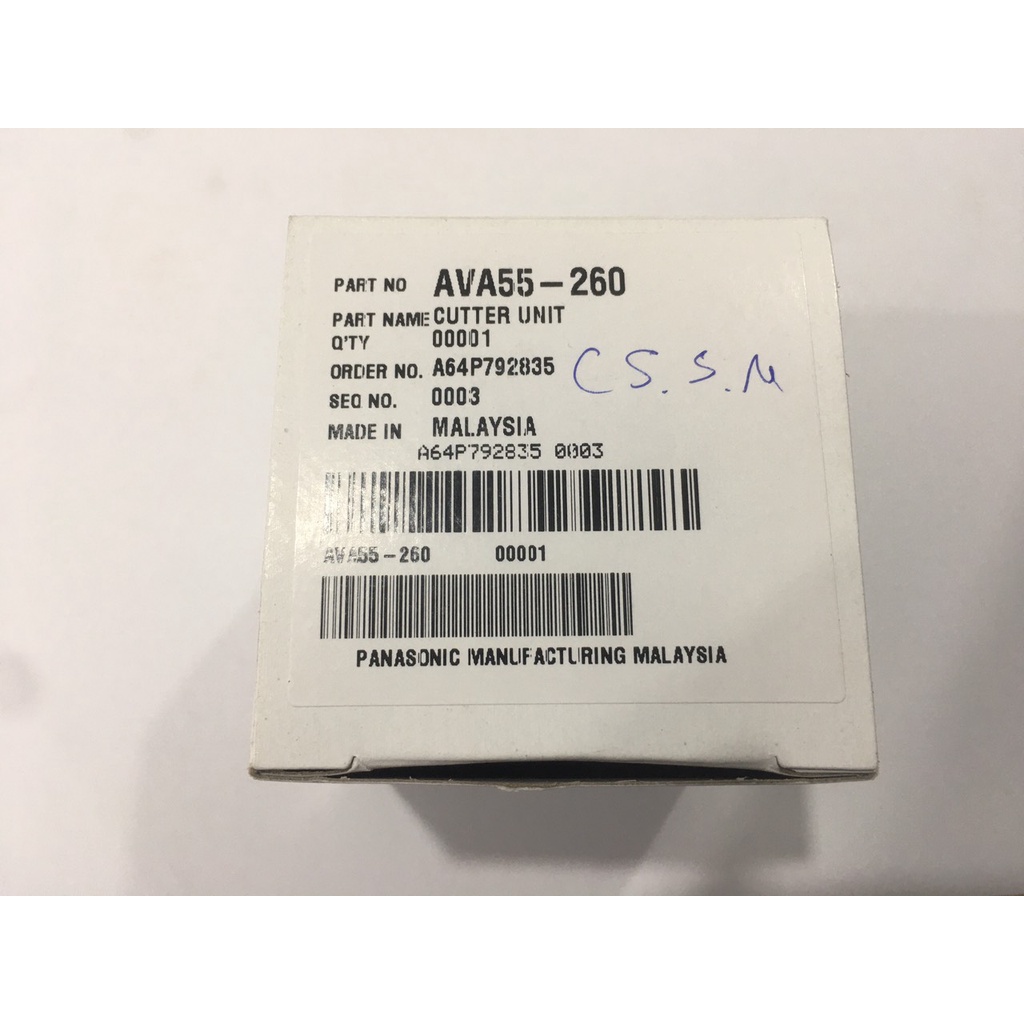 PART NO AVA55-260
PART NAME CUTTER UNIT
Q'TY 00001
ORDER NO. A64P792835
SEQ NO. 0003
MADE IN MALAYSIA
A64P792835 0003
AVA55-260 00001
PANASONIC MANUFACTURING MALAYSIA